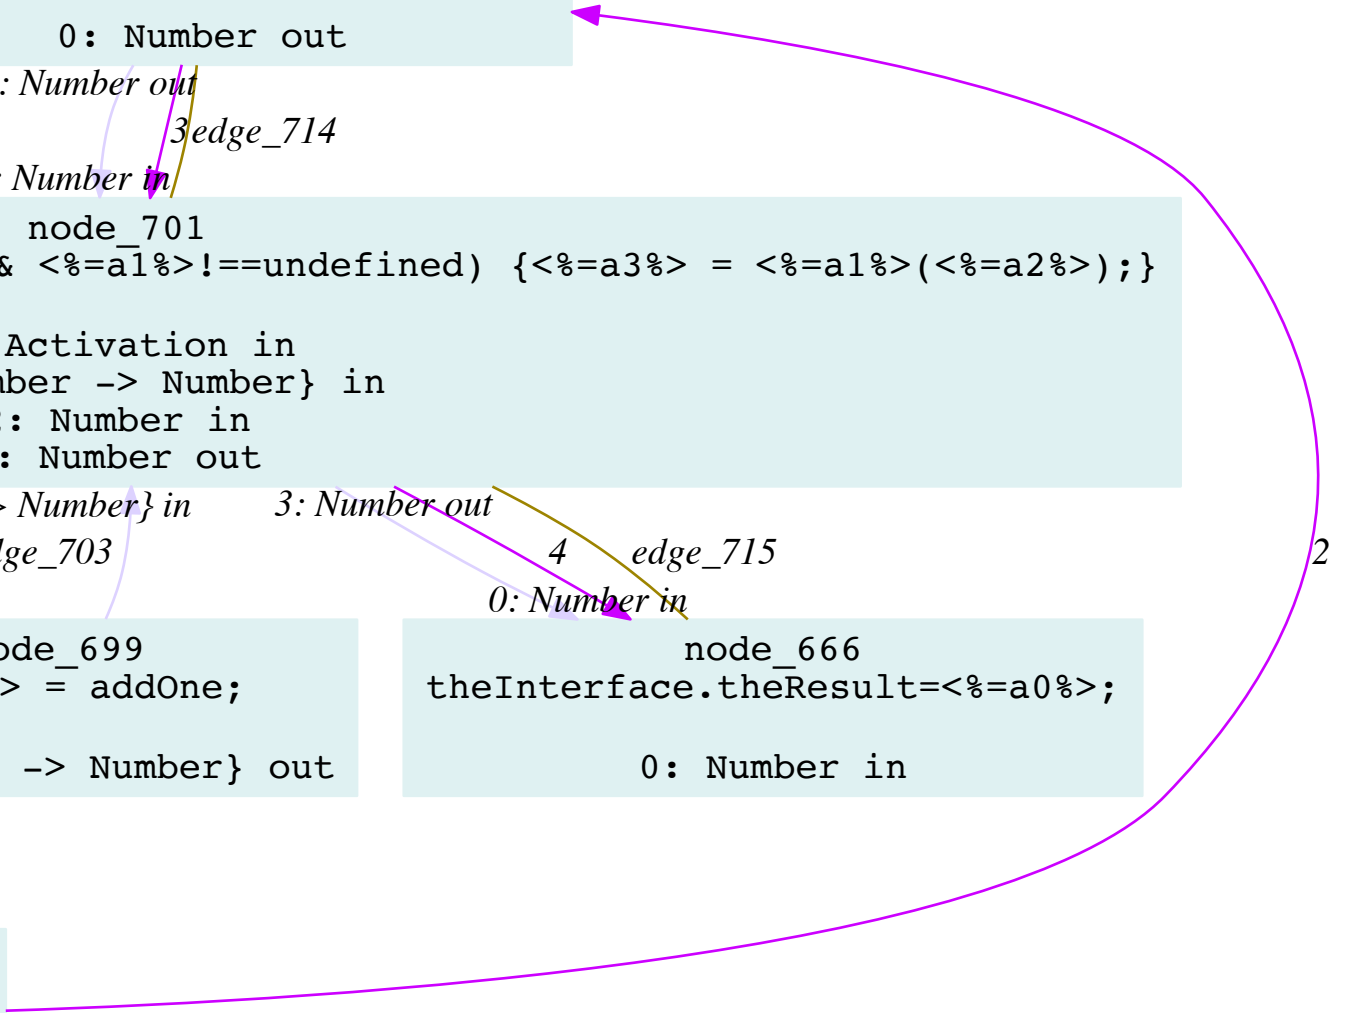 0: Number out
: Number out
3 edge_714
: Number in
node_701
& <%=a1%>!==undefined) {<%=a3%> = <%=a1%>(<%=a2%>);}
Activation in
mber -> Number} in
: Number in
: Number out
> Number} in 3: Number out
dge_703 4 edge_715 2
0: Number in
ode_699 node_666
> = addOne; theInterface.theResult=<%=a0%>;
-> Number} out 0: Number in